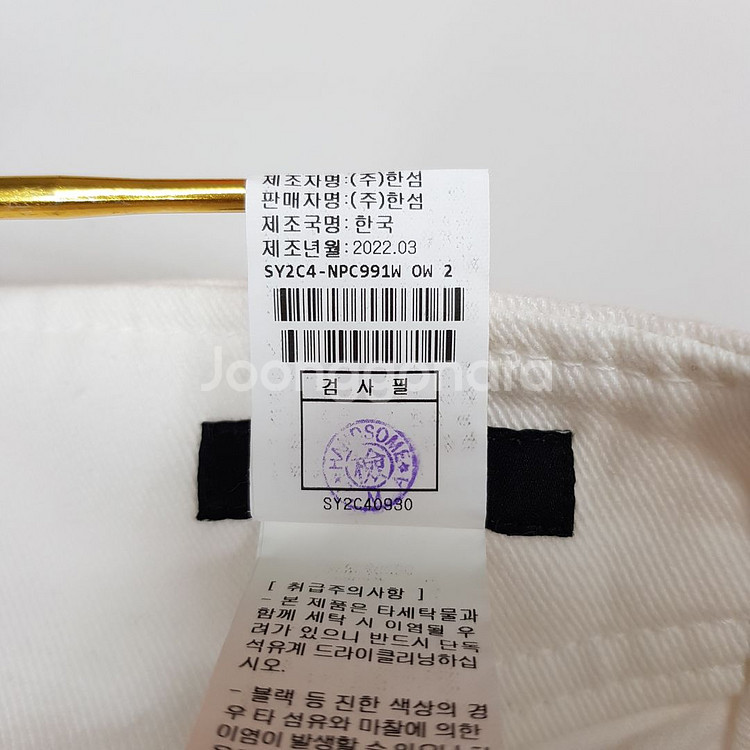 제조자명:(주)한섬
판매자명:(주)한섬
제조국명: 한국
제조년월: 2022.03
SY2C4-NPC991W OW 2
Joonggonara
검 사 필
HANDSOME
SY2C40930
[ 취급주의사항 ]
- 본 제품은 타세탁물과
함께 세탁 시 이염될 우
려가 있으니 반드시 단독
석유계 드라이클리닝하십
시오.
- 블랙 등 진한 색상의 경
우 타 섬유와 마찰에 의한
이염이 발생할 수 있으니